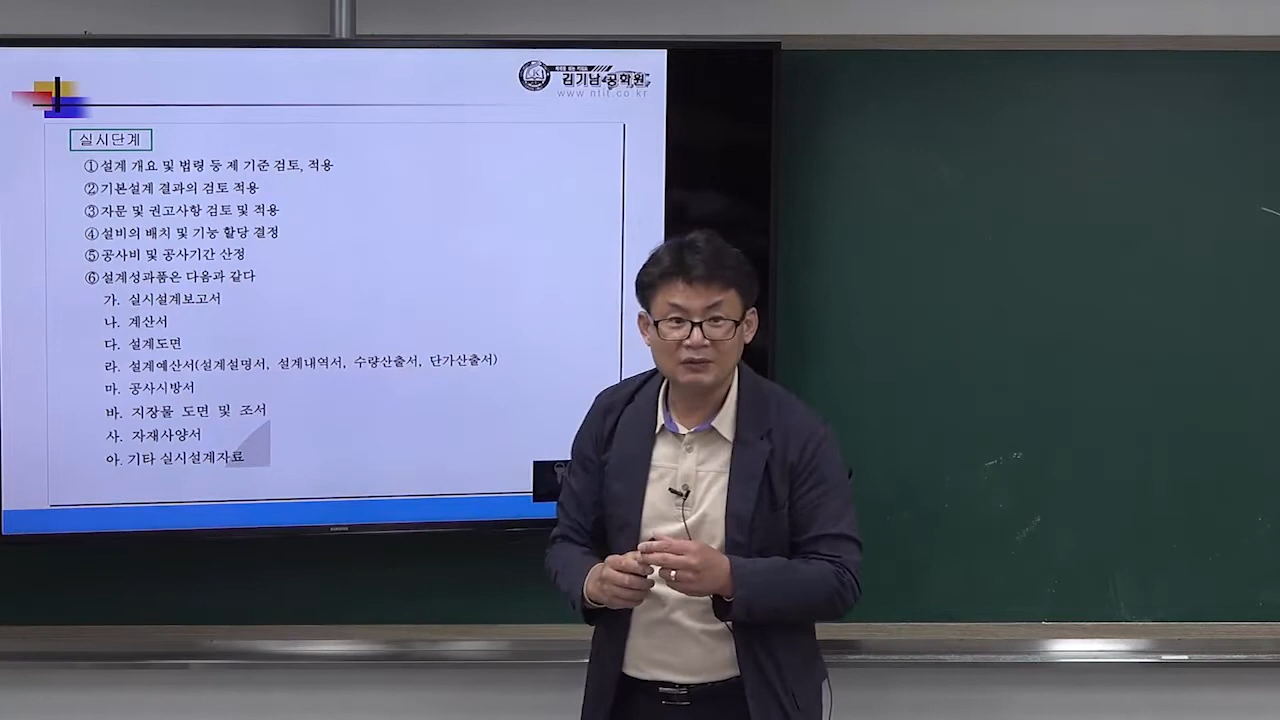 김기남 공학원
www.ntit.co.kr
실시단계
①설계 개요 및 법령 등 제 기준 검토, 적용
②기본설계 결과의 검토 적용
③자문 및 권고사항 검토 및 적용
④설비의 배치 및 기능 할당 결정
⑤공사비 및 공사기간 산정
⑥설계성과품은 다음과 같다
가. 실시설계보고서
나. 계산서
다. 설계도면
라. 설계예산서(설계설명서, 설계내역서, 수량산출서, 단가산출서)
마. 공사시방서
바. 지장물 도면 및 조서
사. 자재사양서
아. 기타 실시설계자료
SAMSUNG